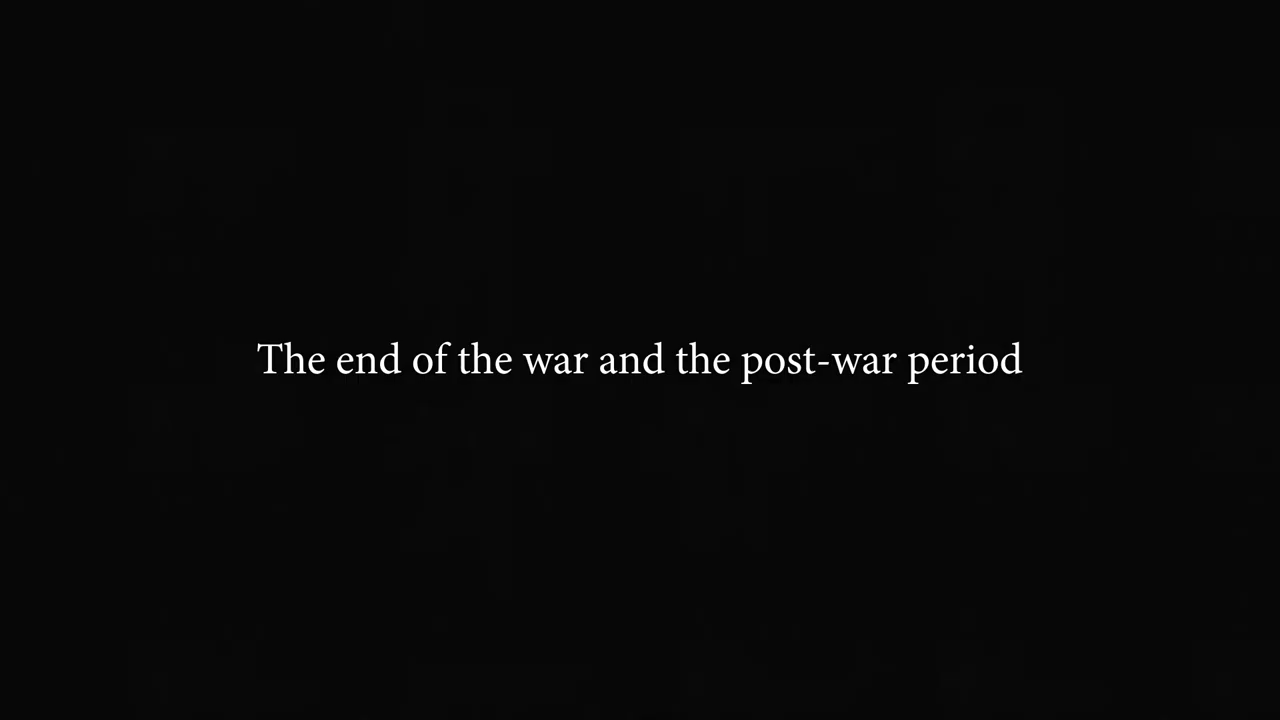 The end of the war and the post-war period